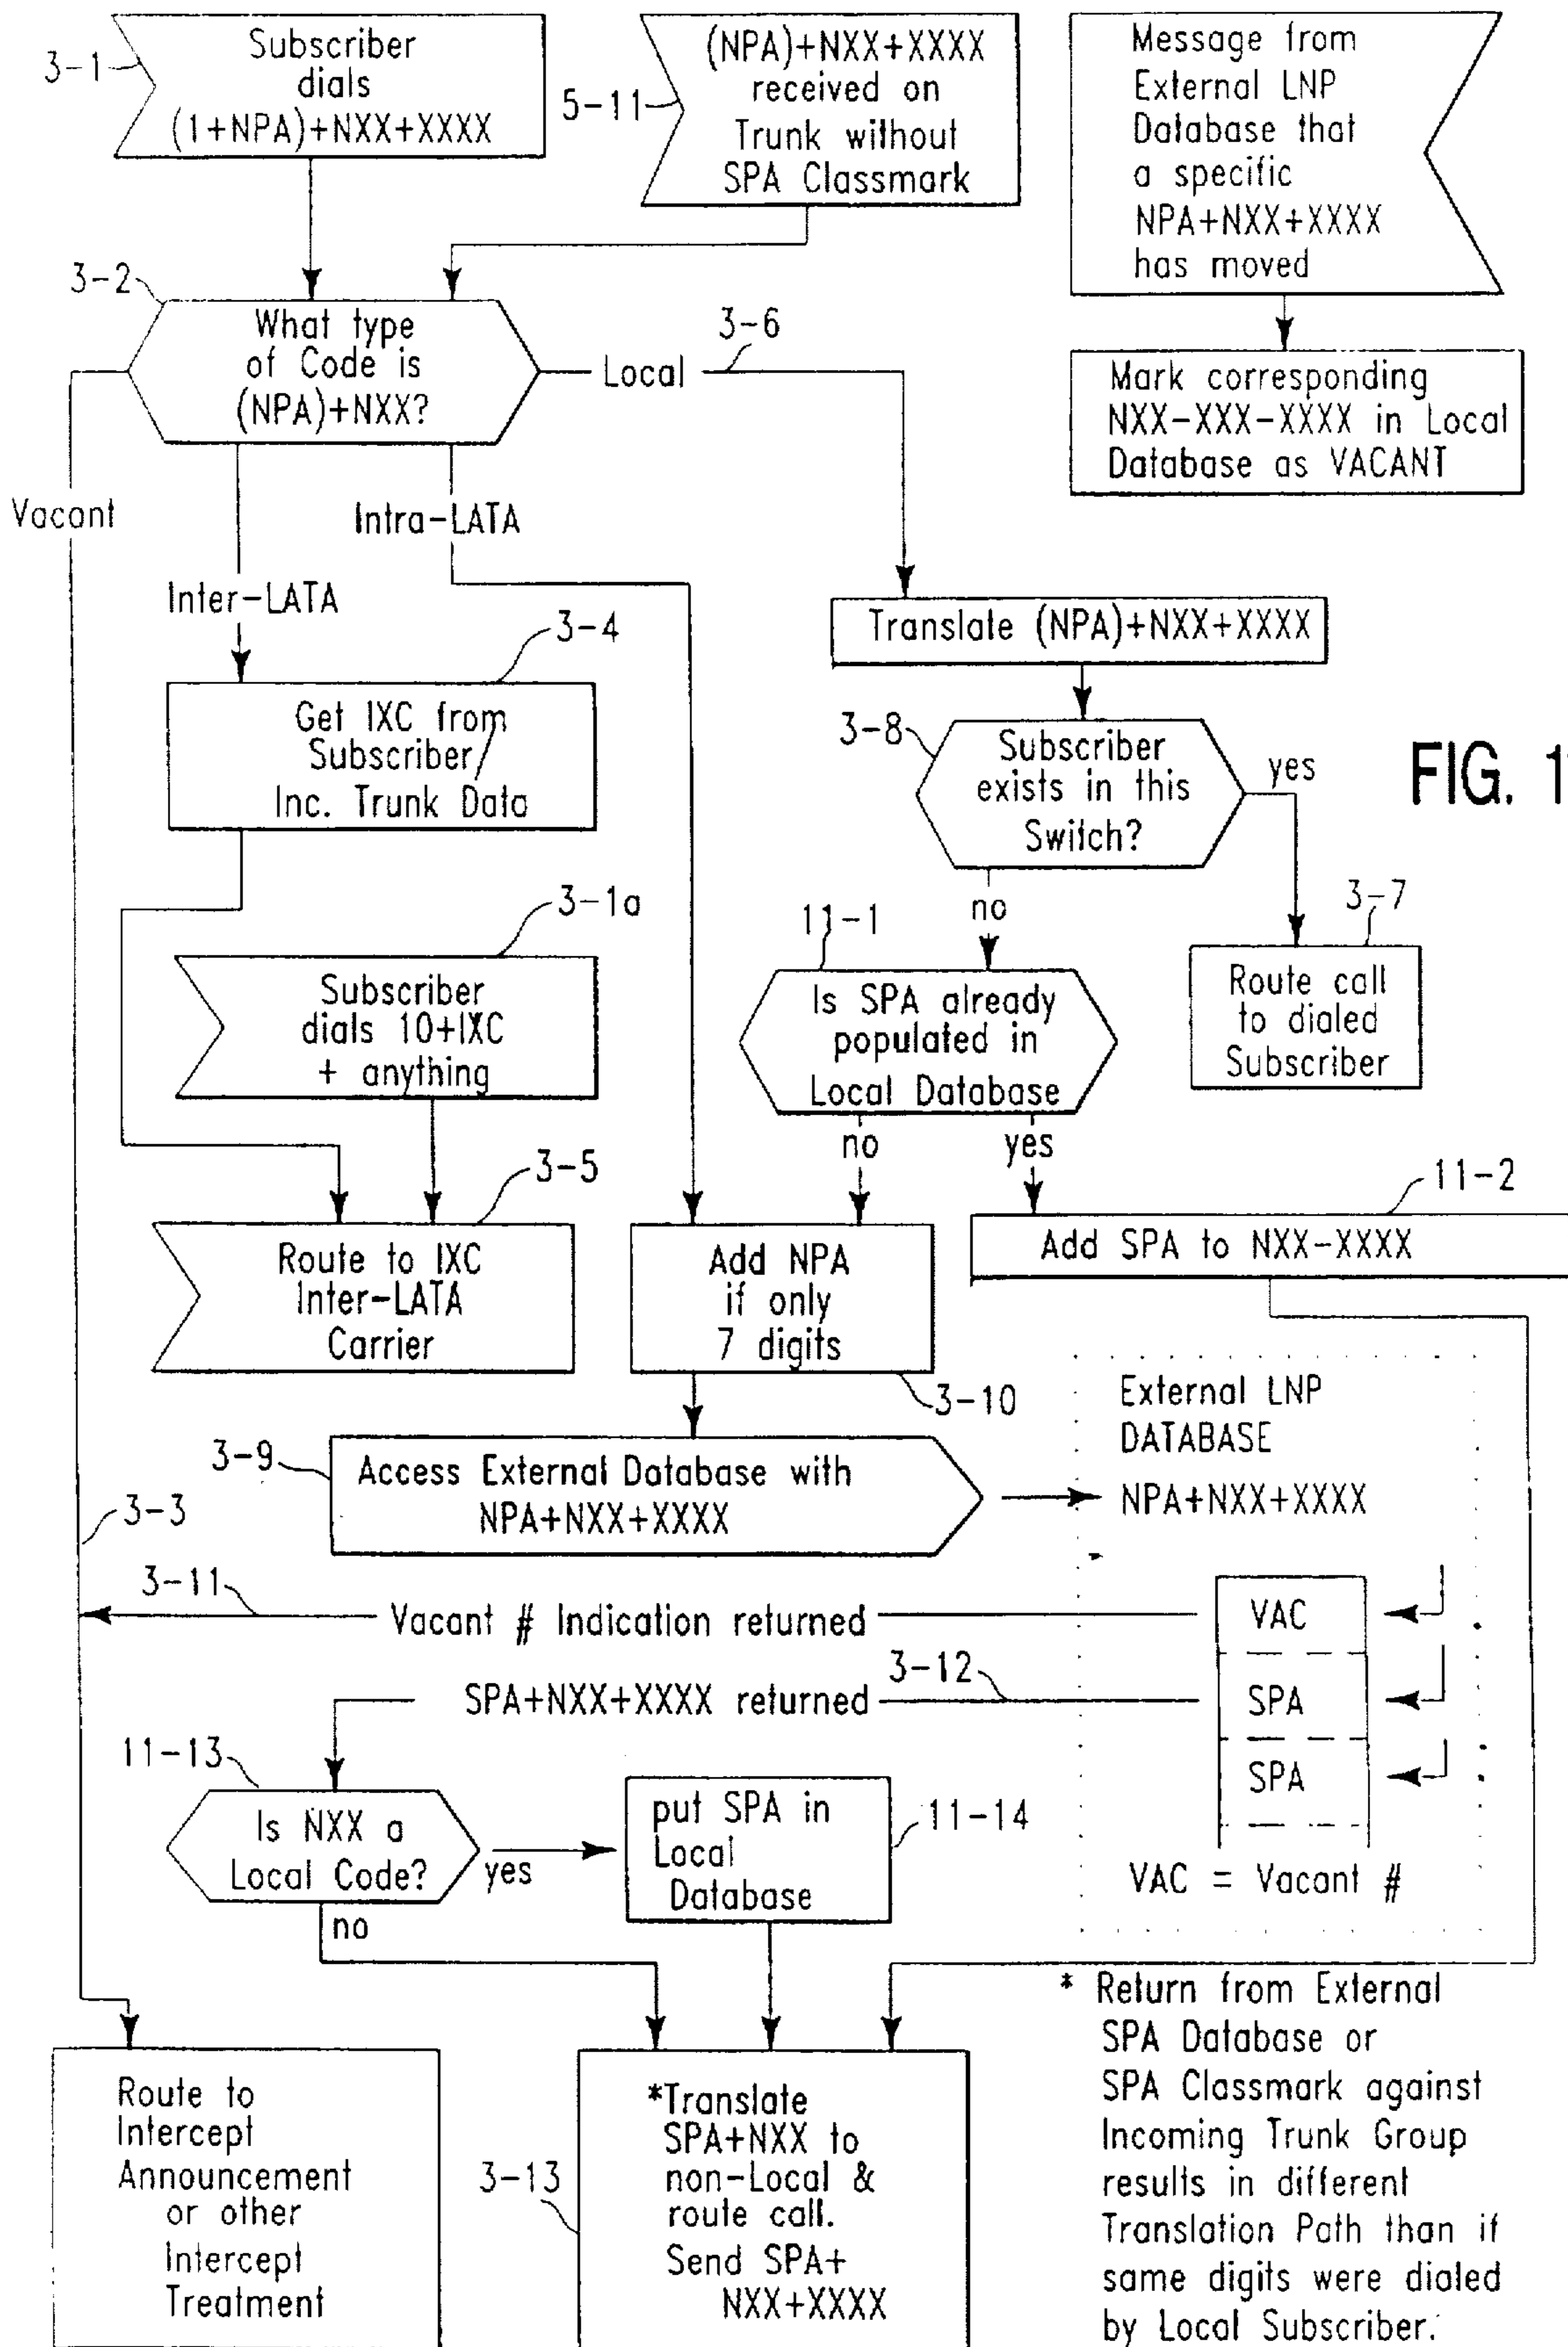 3-1
Subscriber
dials
(1+NPA)+NXX+XXXX
5-11
(NPA)+NXX+XXXX
received on
Trunk without
SPA Classmark
Message from
External LNP
Database that
a specific
NPA+NXX+XXXX
has moved
3-2
What type
of Code is
(NPA)+NXX?
Local
3-6
Mark corresponding
NXX-XXX-XXXX in Local
Database as VACANT
Vacant
Intra-LATA
Inter-LATA
Translate (NPA)+NXX+XXXX
3-4
Get IXC from
Subscriber/
Inc. Trunk Data
3-8
Subscriber
exists in this
Switch?
yes
no
3-7
Route call
to dialed
Subscriber
3-1a
Subscriber
dials 10+IXC
+ anything
11-1
Is SPA already
populated in
Local Database
no
yes
3-5
Route to IXC
Inter-LATA
Carrier
Add NPA
if only
7 digits
3-10
11-2
Add SPA to NXX-XXXX
3-9
Access External Database with
NPA+NXX+XXXX
External LNP
DATABASE
NPA+NXX+XXXX
3-3
3-11
Vacant # Indication returned
VAC
3-12
SPA+NXX+XXXX returned
SPA
SPA
VAC = Vacant #
11-13
Is NXX a
Local Code?
yes
no
put SPA in
Local
Database
11-14
Route to
Intercept
Announcement
or other
Intercept
Treatment
3-13
*Translate
SPA+NXX to
non-Local &
route call.
Send SPA+
NXX+XXXX
* Return from External
SPA Database or
SPA Classmark against
Incoming Trunk Group
results in different
Translation Path than if
same digits were dialed
by Local Subscriber.